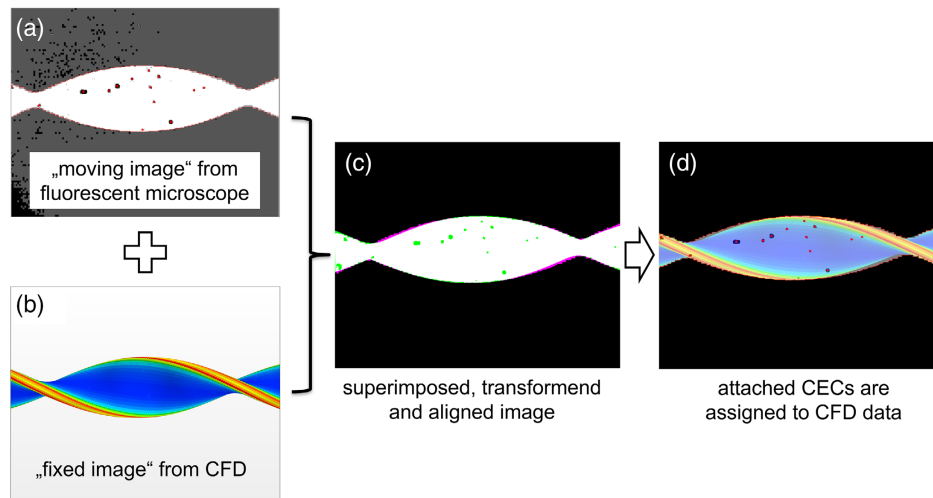 (a)
„moving image“ from
fluorescent microscope
(b)
„fixed image“ from CFD
(c)
superimposed, transformend
and aligned image
(d)
attached CECs are
assigned to CFD data